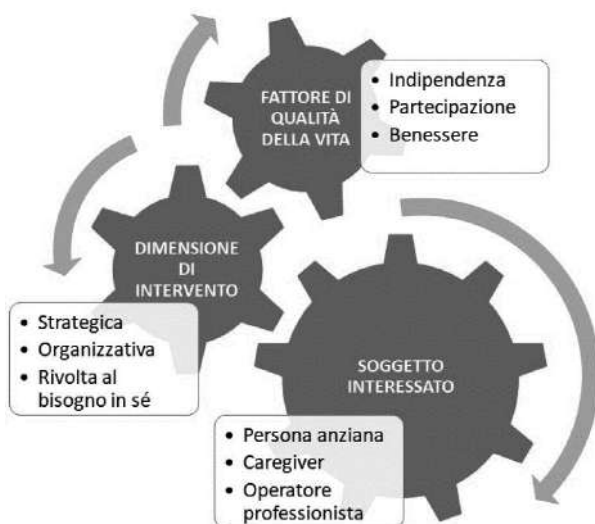 FATTORE DI
QUALITÀ
DELLA VITA
• Indipendenza
• Partecipazione
• Benessere
DIMENSIONE
DI
INTERVENTO
• Strategica
• Organizzativa
• Rivolta al
bisogno in sé
SOGGETTO
INTERESSATO
• Persona anziana
• Caregiver
• Operatore
professionista